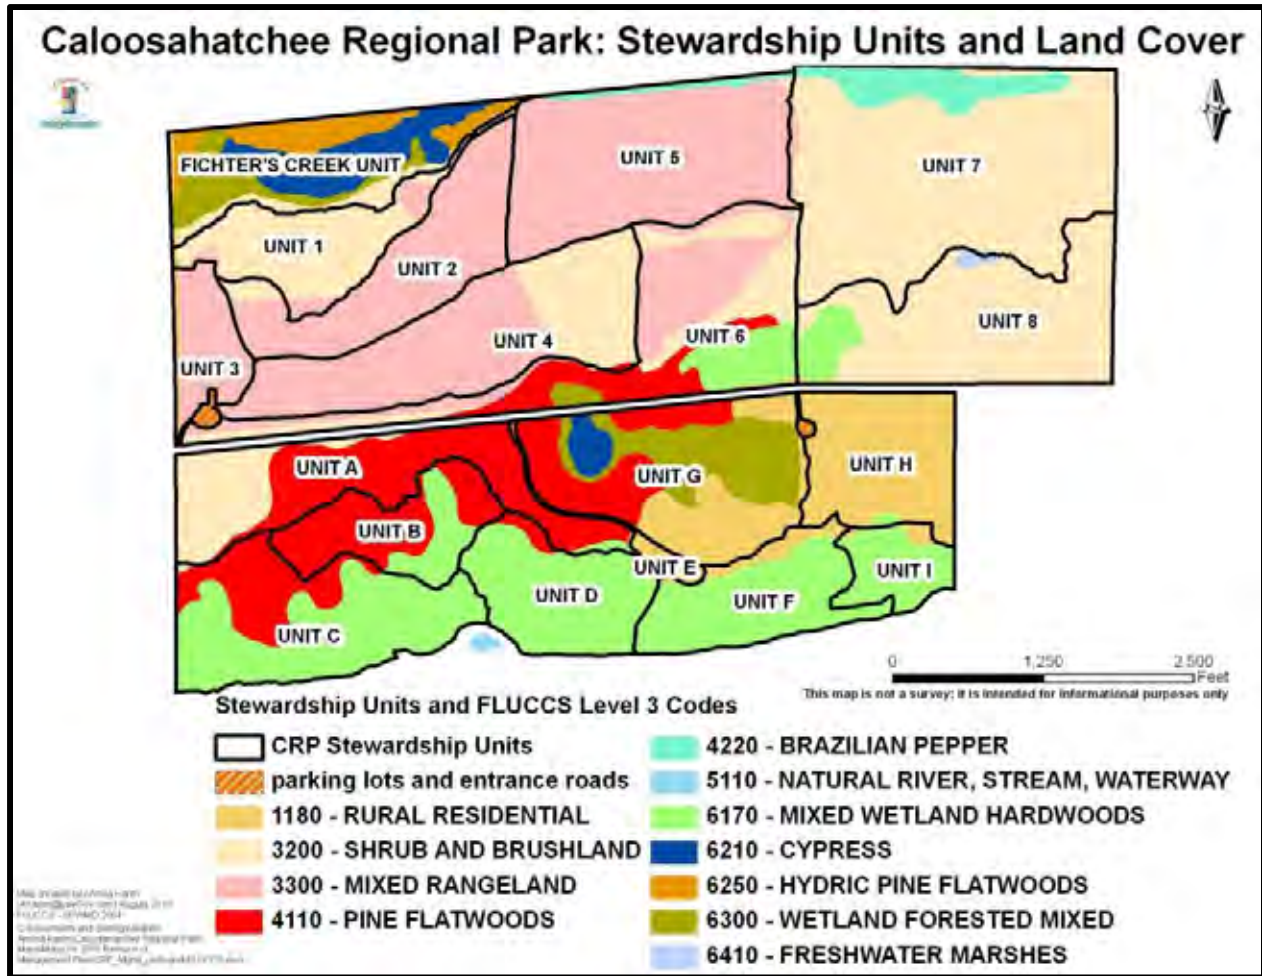 Caloosahatchee Regional Park: Stewardship Units and Land Cover
FICHTER'S CREEK UNIT
UNIT 5
UNIT 7
UNIT 1
UNIT 2
UNIT 8
UNIT 6
UNIT 4
UNIT 3
UNIT A
UNIT H
UNIT G
UNIT B
UNIT E
UNIT I
UNIT D
UNIT F
UNIT C
0 1,250 2,500
Feet
This map is not a survey; it is intended for informational purposes only
Stewardship Units and FLUCCS Level 3 Codes
CRP Stewardship Units
parking lots and entrance roads
1180 - RURAL RESIDENTIAL
3200 - SHRUB AND BRUSHLAND
3300 - MIXED RANGELAND
4110 - PINE FLATWOODS
4220 - BRAZILIAN PEPPER
5110 - NATURAL RIVER, STREAM, WATERWAY
6170 - MIXED WETLAND HARDWOODS
6210 - CYPRESS
6250 - HYDRIC PINE FLATWOODS
6300 - WETLAND FORESTED MIXED
6410 - FRESHWATER MARSHES